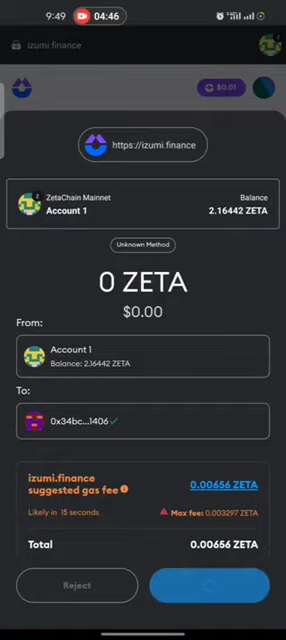 9:49
04:46
izumi.finance
$0.01
https://izumi.finance
ZetaChain Mainnet
Balance
Account 1
2.16442 ZETA
Unknown Method
0 ZETA
$0.00
From:
Account 1
Balance: 2.16442 ZETA
To:
0x34bc...1406
izumi.finance
suggested gas fee
0.00656 ZETA
Likely in 15 seconds
Max fee: 0.003297 ZETA
Total
0.00656 ZETA
Reject